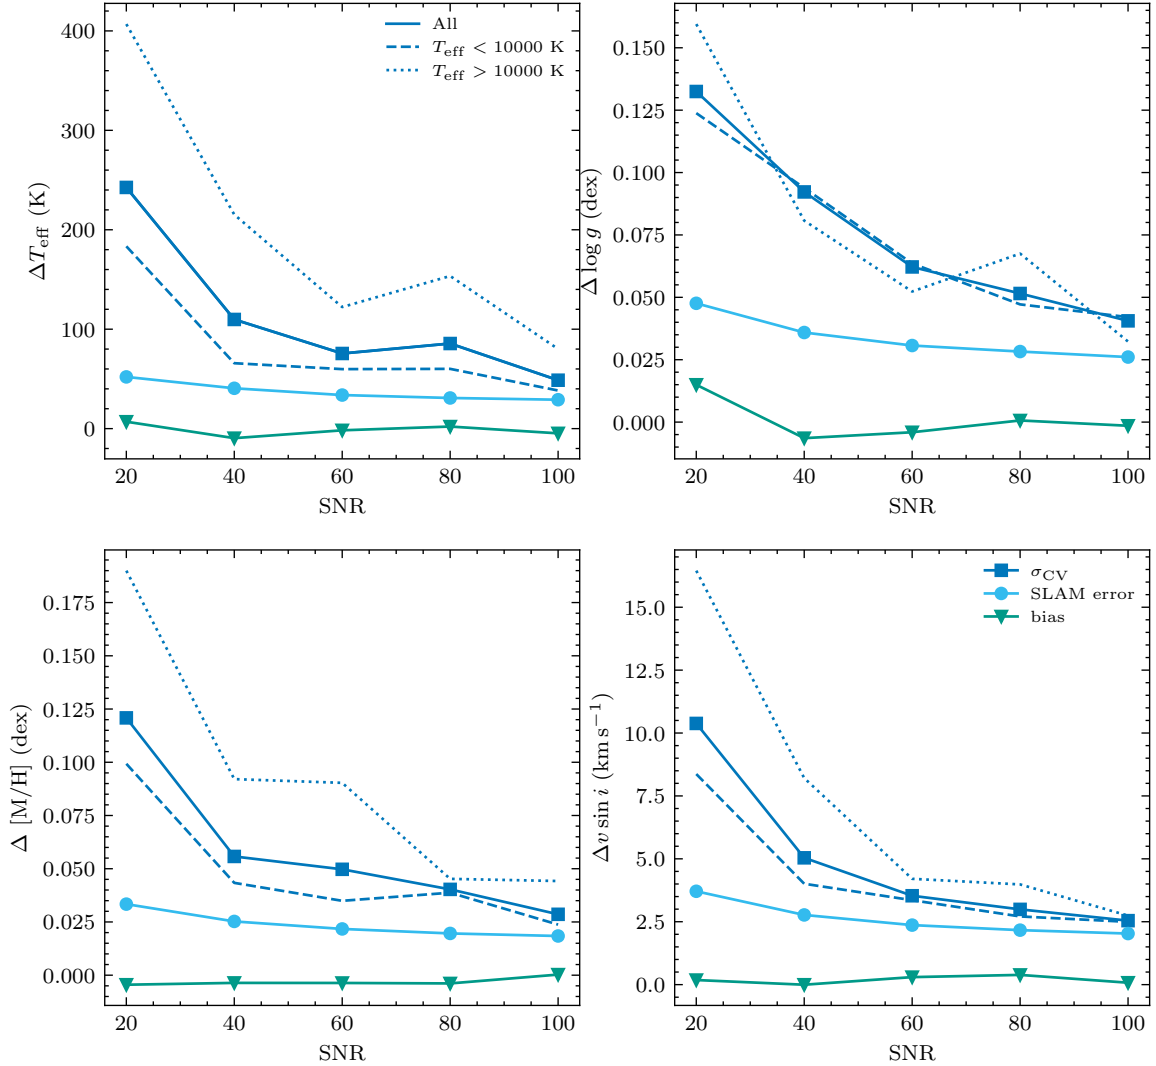 All
T_eff < 10000 K
T_eff > 10000 K
400
300
200
100
0
ΔT_eff (K)
20 40 60 80 100
SNR
0.150
0.125
0.100
0.075
0.050
0.025
0.000
Δ log g (dex)
20 40 60 80 100
SNR
0.175
0.150
0.125
0.100
0.075
0.050
0.025
0.000
Δ [M/H] (dex)
20 40 60 80 100
SNR
σ_CV
SLAM error
bias
15.0
12.5
10.0
7.5
5.0
2.5
0.0
Δv sin i (km s⁻¹)
20 40 60 80 100
SNR